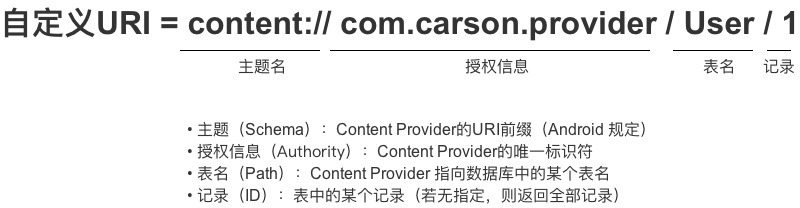 自定义URI = content:// com.carson.provider / User / 1
主题名 授权信息 表名 记录
• 主题（Schema）：Content Provider的URI前缀（Android 规定）
• 授权信息（Authority）：Content Provider的唯一标识符
• 表名（Path）：Content Provider 指向数据库中的某个表名
• 记录（ID）：表中的某个记录（若无指定，则返回全部记录）